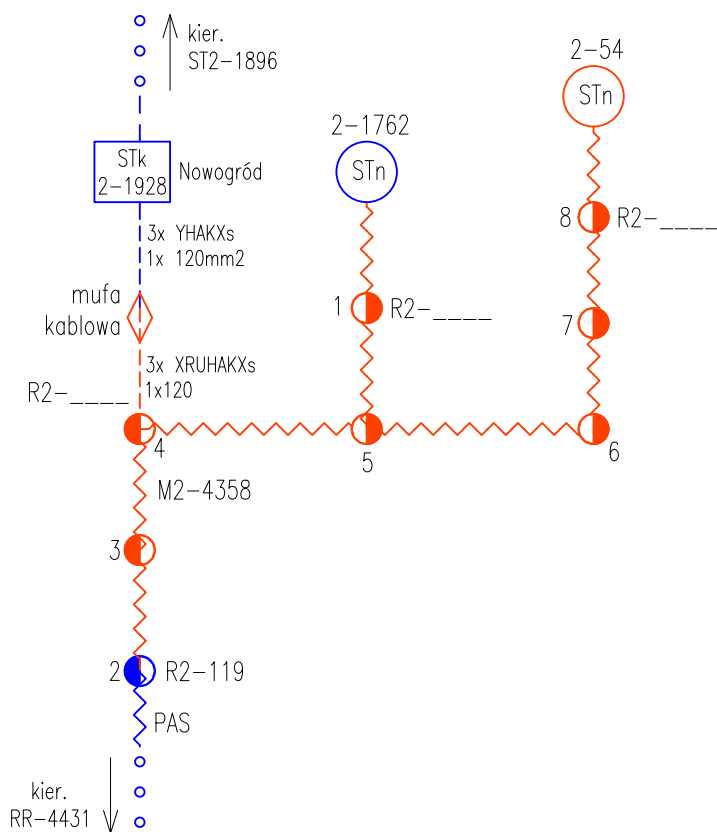 kier.
ST2-1896
2-54
STn
2-1762
STn
STk
2-1928
Nowogród
8 R2-____
3x YHAKXs
1x 120mm2
mufa
kablowa
1 R2-____
7
3x XRUHAKXs
1x120
R2-____
4
5
6
M2-4358
3
2 R2-119
PAS
kier.
RR-4431